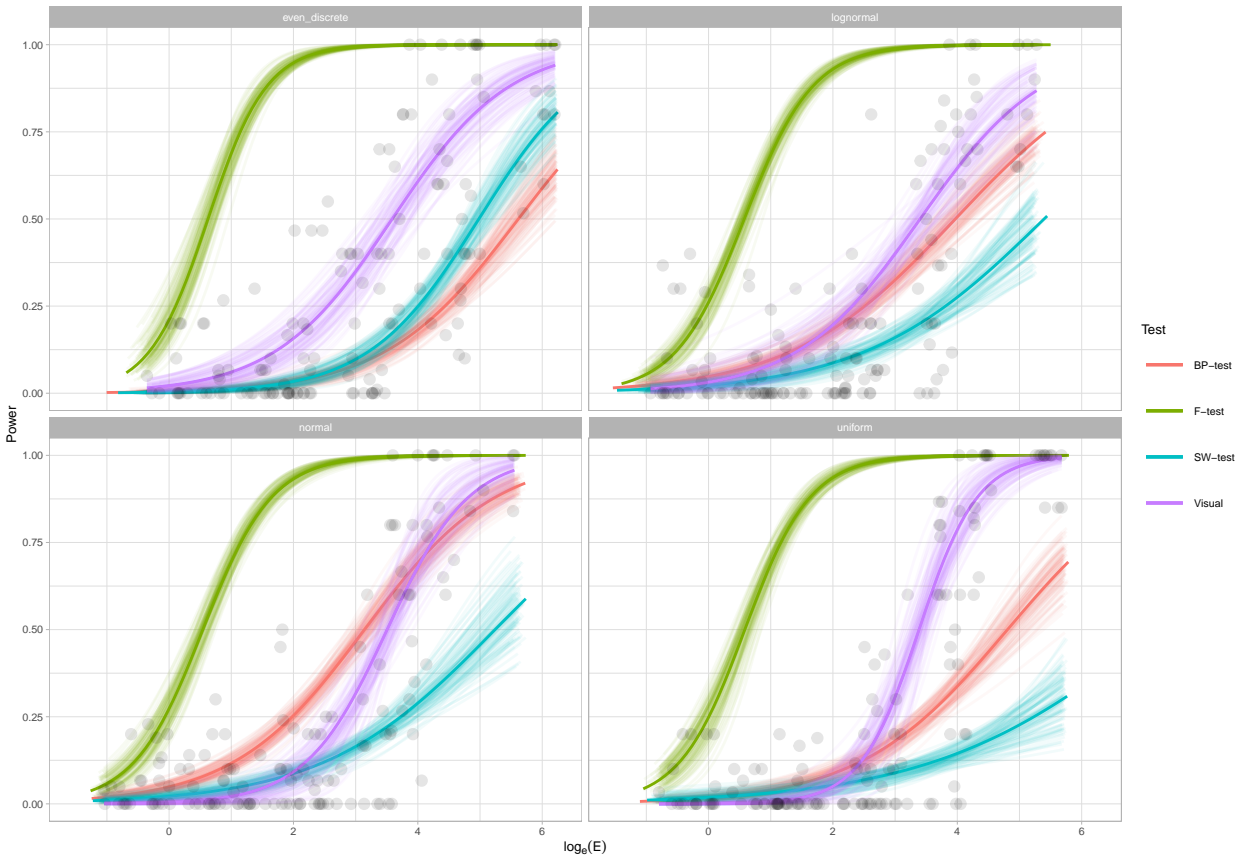 even_discrete
lognormal
1.00
0.75
0.50
0.25
0.00
normal
uniform
1.00
0.75
0.50
0.25
0.00
0 2 4 6
0 2 4 6
logₑ(E)
Power
Test
BP−test
F−test
SW−test
Visual